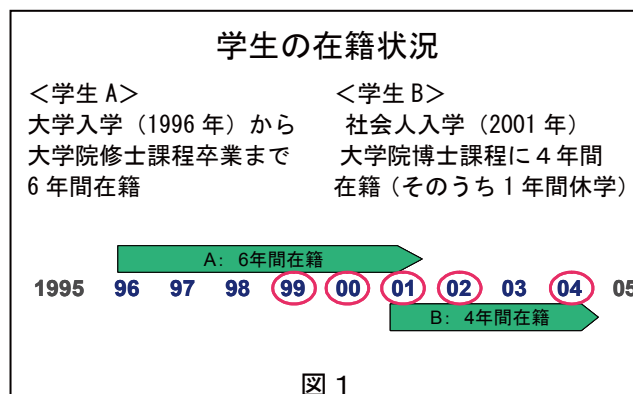 学生の在籍状況
<学生 A>
大学入学（1996 年）から
大学院修士課程卒業まで
6 年間在籍
<学生 B>
社会人入学（2001 年）
大学院博士課程に４年間
在籍（そのうち１年間休学）
A: 6年間在籍
1995 96 97 98 99 00 01 02 03 04 05
B: 4年間在籍
図１